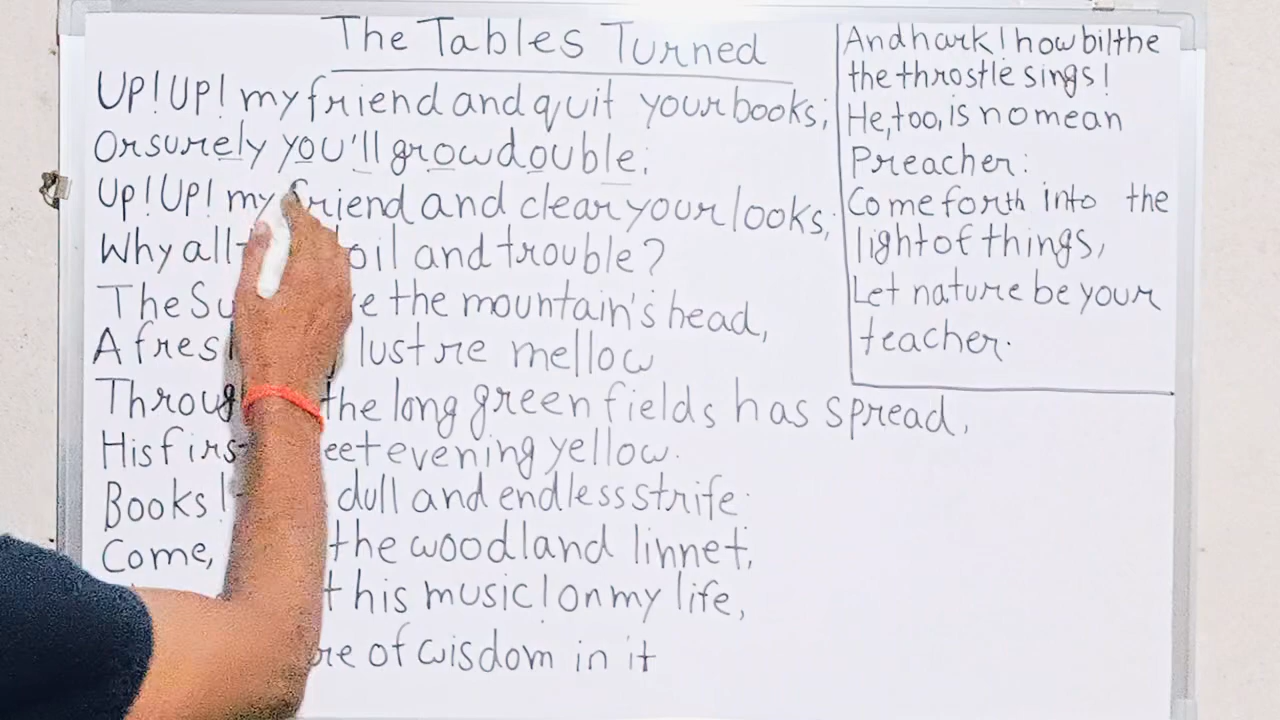 The Tables Turned
Up! Up! my friend and quit your books;
Or surely you'll grow double:
Up! Up! my friend and clear your looks;
Why all oil and trouble?
The Su e the mountain's head,
A fres lustre mellow
Throug the long green fields has spread,
His firs eet evening yellow.
Books! dull and endless strife:
Come, the woodland linnet,
his music! On my life,
re of wisdom in it
And hark! how bilthe
the throstle sings!
He, too, is no mean
Preacher:
Come forth into the
light of things,
Let nature be your
teacher.